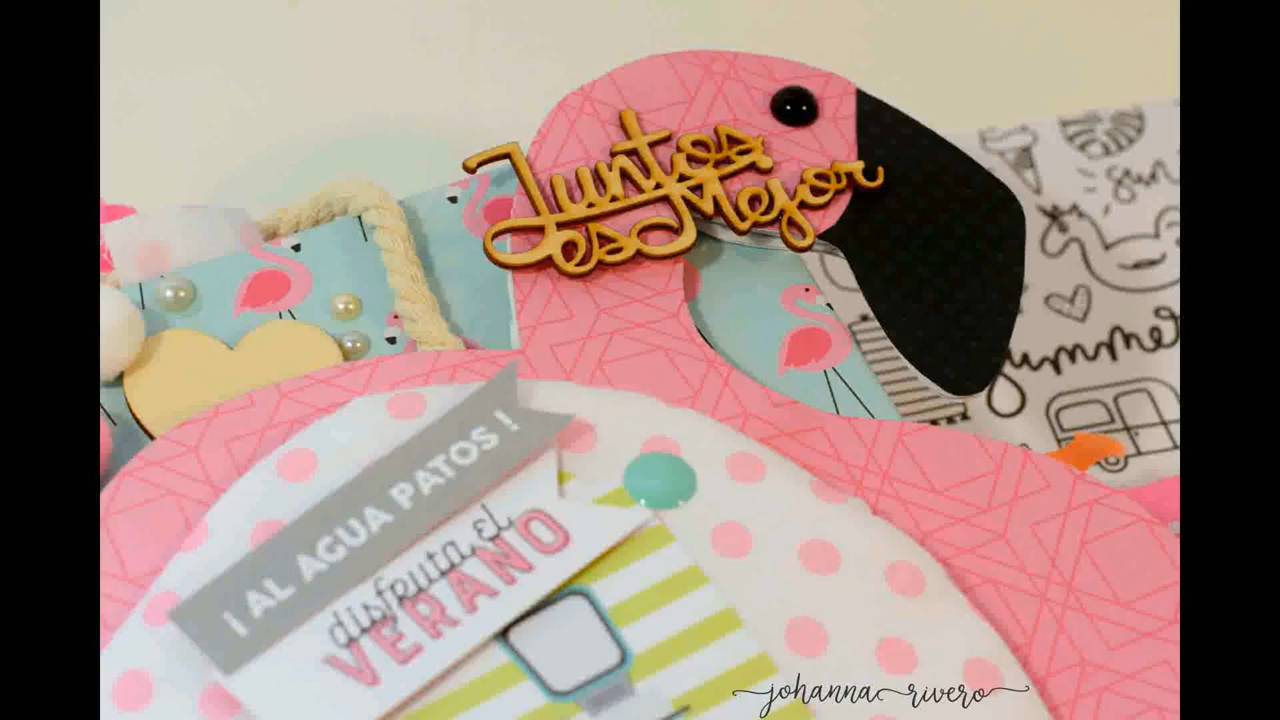 Juntos
es Mejor
sun
summer
¡ AL AGUA PATOS !
disfruta el
VERANO
johanna rivero